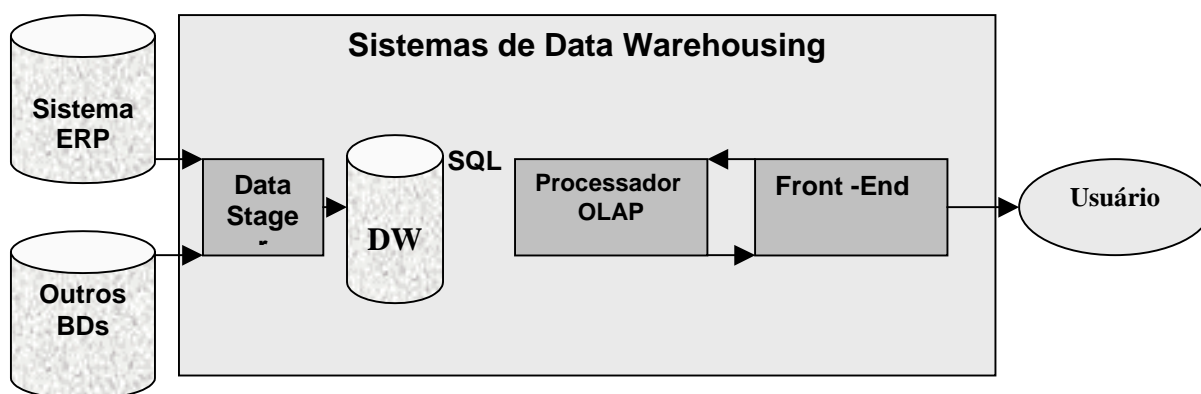 Sistemas de Data Warehousing
Sistema
ERP
Outros
BDs
Data
Stage
r
DW
SQL
Processador
OLAP
Front -End
Usuário